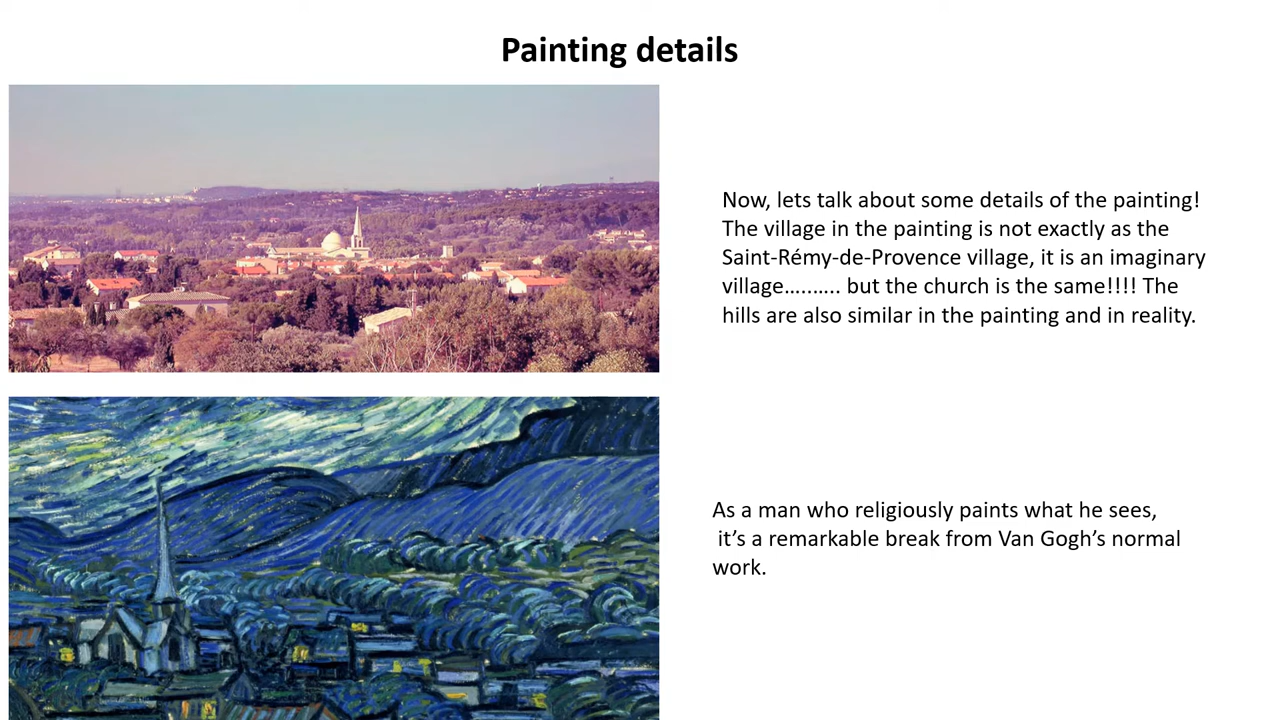 Painting details
Now, lets talk about some details of the painting!
The village in the painting is not exactly as the
Saint-Rémy-de-Provence village, it is an imaginary
village…..….. but the church is the same!!!! The
hills are also similar in the painting and in reality.
As a man who religiously paints what he sees,
it’s a remarkable break from Van Gogh’s normal
work.